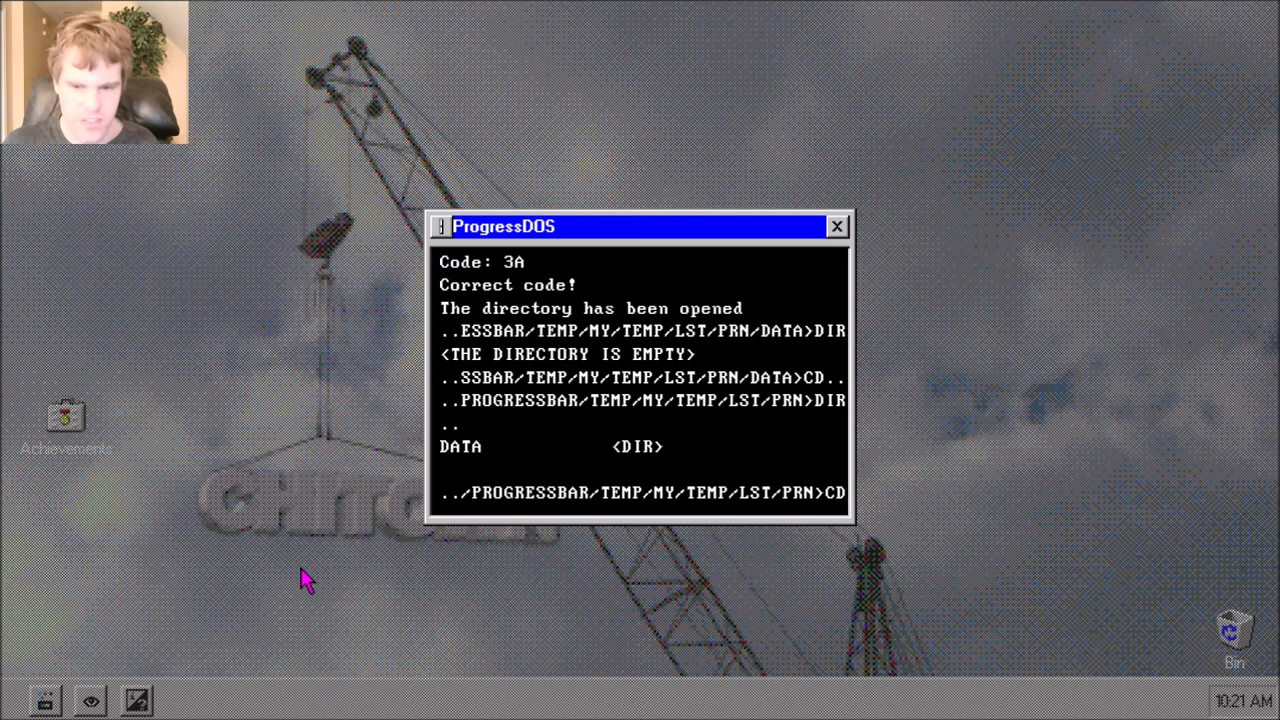 ProgressDOS
Code: 3A
Correct code!
The directory has been opened
..ESSBAR/TEMP/MY/TEMP/LST/PRN/DATA>DIR
<THE DIRECTORY IS EMPTY>
..SSBAR/TEMP/MY/TEMP/LST/PRN/DATA>CD..
..PROGRESSBAR/TEMP/MY/TEMP/LST/PRN>DIR
..
DATA <DIR>
../PROGRESSBAR/TEMP/MY/TEMP/LST/PRN>CD
Achievements
Bin
10:21 AM